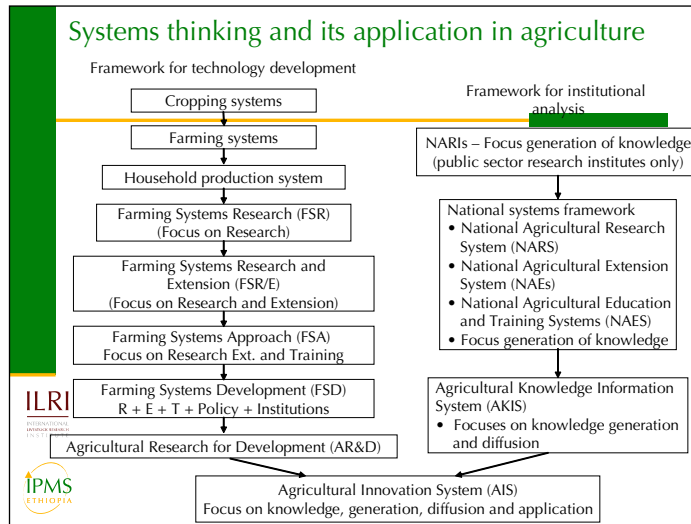 Systems thinking and its application in agriculture
Framework for technology development
Cropping systems
Farming systems
Household production system
Farming Systems Research (FSR)
(Focus on Research)
Farming Systems Research and
Extension (FSR/E)
(Focus on Research and Extension)
Farming Systems Approach (FSA)
Focus on Research Ext. and Training
Farming Systems Development (FSD)
R + E + T + Policy + Institutions
Agricultural Research for Development (AR&D)
Framework for institutional
analysis
NARIs – Focus generation of knowledge
(public sector research institutes only)
National systems framework
• National Agricultural Research
System (NARS)
• National Agricultural Extension
System (NAEs)
• National Agricultural Education
and Training Systems (NAES)
• Focus generation of knowledge
Agricultural Knowledge Information
System (AKIS)
• Focuses on knowledge generation
and diffusion
Agricultural Innovation System (AIS)
Focus on knowledge, generation, diffusion and application
ILRI
INTERNATIONAL
LIVESTOCK RESEARCH
INSTITUTE
IPMS
ETHIOPIA